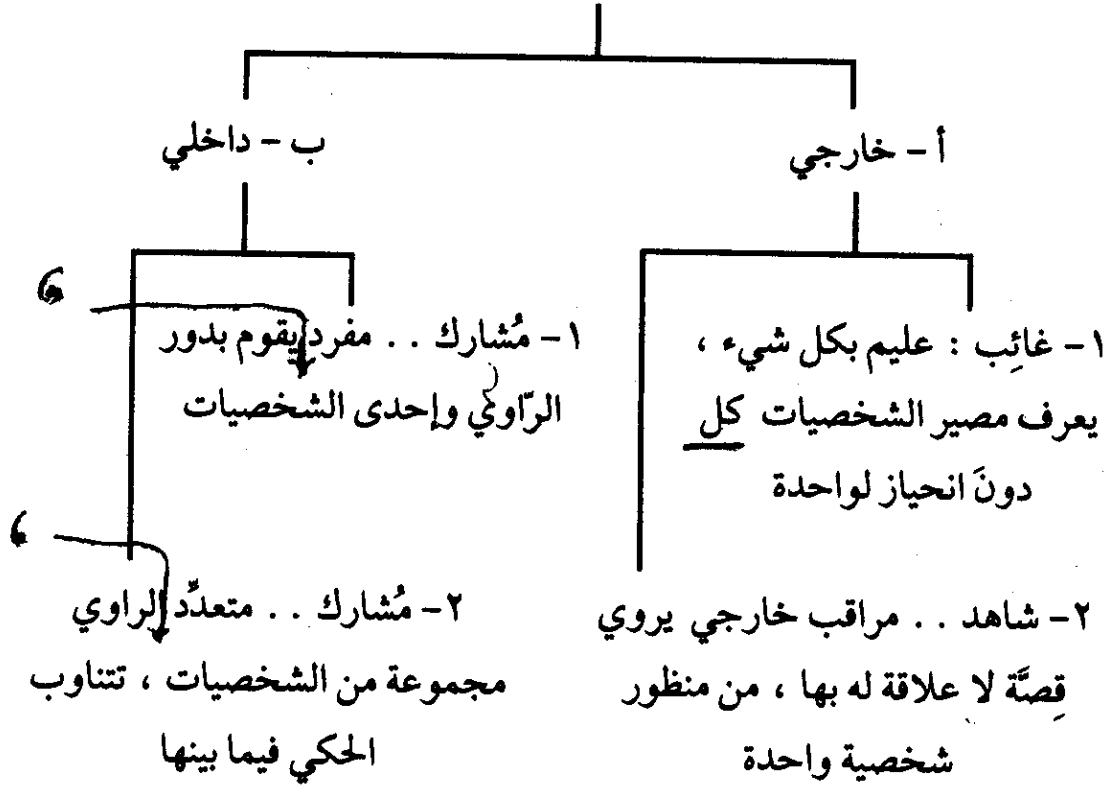 أ - خارجي
١ - غائِب : عليم بكل شيء ،
يعرف مصير الشخصيات كل
دونَ انحياز لواحدة
٢ - شاهد . . مراقب خارجي يروي
قِصَّة لا علاقة له بها ، من منظور
شخصية واحدة
ب - داخلي
١ - مُشارك . . مفرد يقوم بدور
الرّاوي وإحدى الشخصيات
٢ - مُشارك . . متعدِّد الراوي
مجموعة من الشخصيات ، تتناوب
الحكي فيما بينها